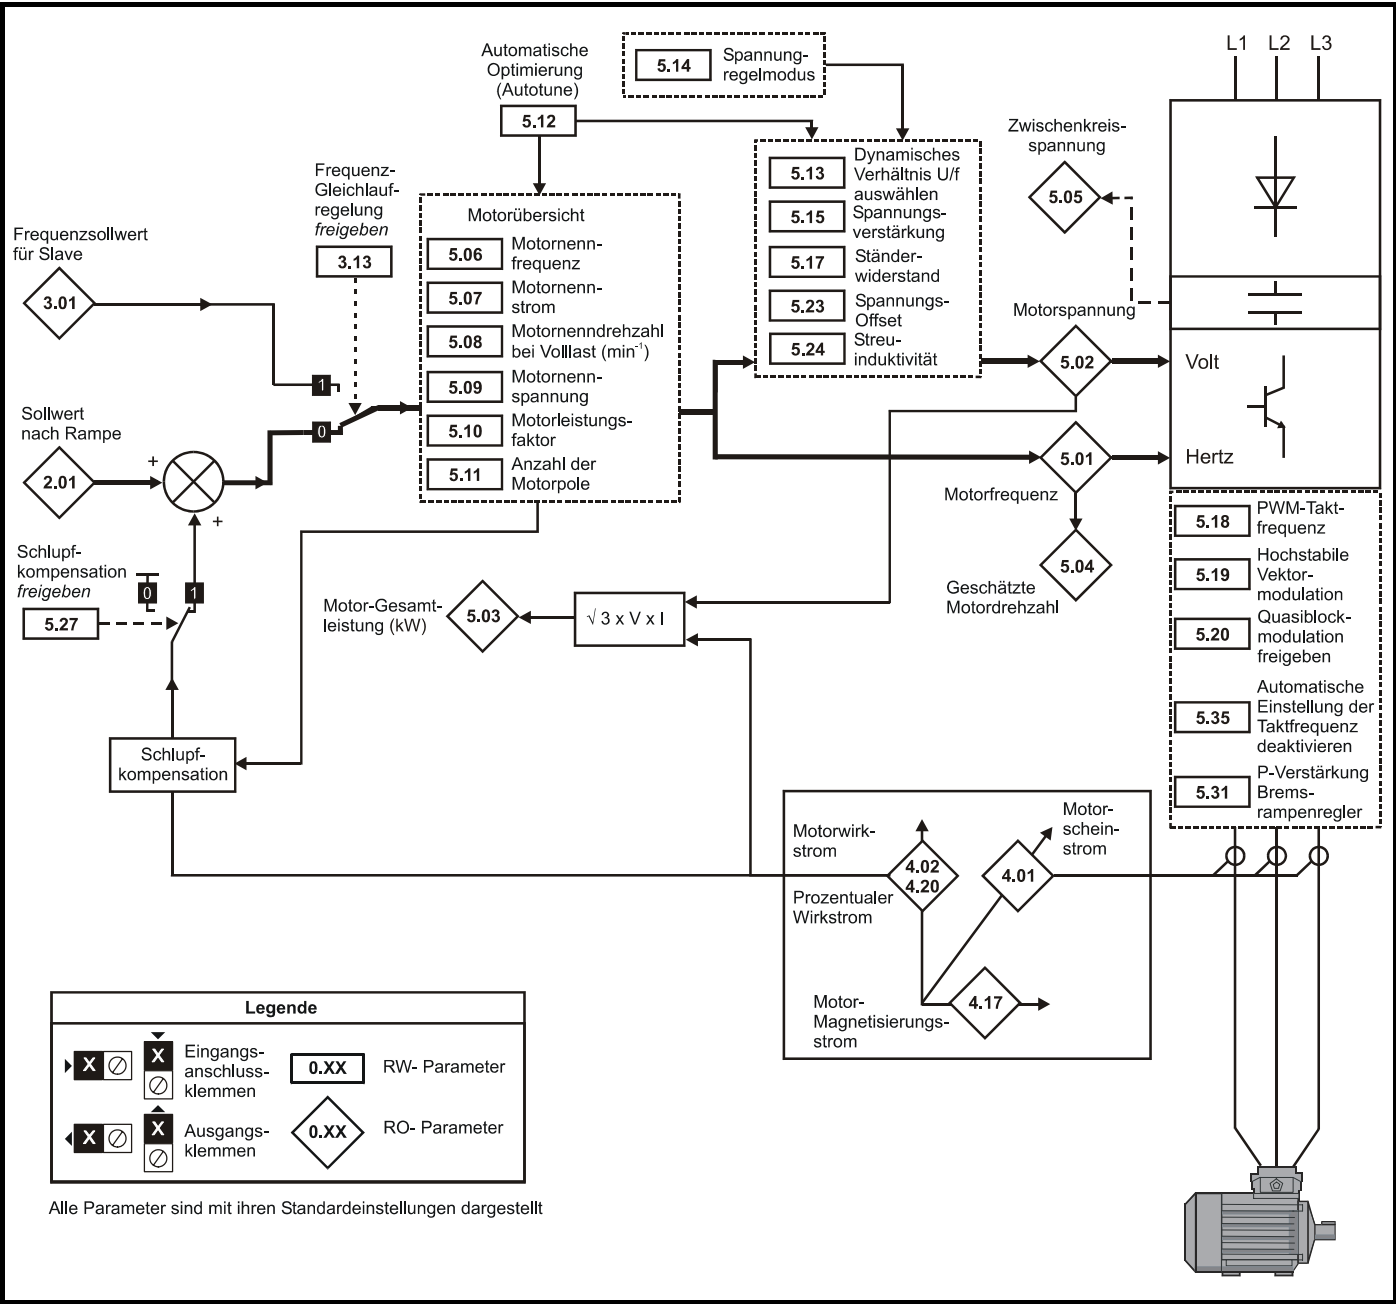 Automatische
Optimierung
(Autotune)
5.12
5.14
Spannung-
regelmodus
L1 L2 L3
Zwischenkreis-
spannung
5.05
Frequenz-
Gleichlauf-
regelung
freigeben
3.13
Frequenzsollwert
für Slave
3.01
1
Sollwert
nach Rampe
2.01
0
+
+
Motorübersicht
5.06
Motornenn-
frequenz
5.07
Motornenn-
strom
5.08
Motornenndrehzahl
bei Volllast (min⁻¹)
5.09
Motornenn-
spannung
5.10
Motorleistungs-
faktor
5.11
Anzahl der
Motorpole
5.13
Dynamisches
Verhältnis U/f
auswählen
5.15
Spannungs-
verstärkung
5.17
Ständer-
widerstand
5.23
Spannungs-
Offset
5.24
Streu-
induktivität
Motorspannung
5.02
Volt
5.01
Hertz
Motorfrequenz
5.04
Geschätzte
Motordrehzahl
Schlupf-
kompensation
freigeben
5.27
0
1
Motor-Gesamt-
leistung (kW)
5.03
√ 3 x V x I
Schlupf-
kompensation
5.18
PWM-Takt-
frequenz
5.19
Hochstabile
Vektor-
modulation
5.20
Quasiblock-
modulation
freigeben
5.35
Automatische
Einstellung der
Taktfrequenz
deaktivieren
5.31
P-Verstärkung
Brems-
rampenregler
Motorwirk-
strom
4.02
4.20
Prozentualer
Wirkstrom
Motor-
schein-
strom
4.01
Motor-
Magnetisierungs-
strom
4.17
Legende
X
X
Eingangs-
anschluss-
klemmen
0.XX
RW- Parameter
X
X
Ausgangs-
klemmen
0.XX
RO- Parameter
Alle Parameter sind mit ihren Standardeinstellungen dargestellt